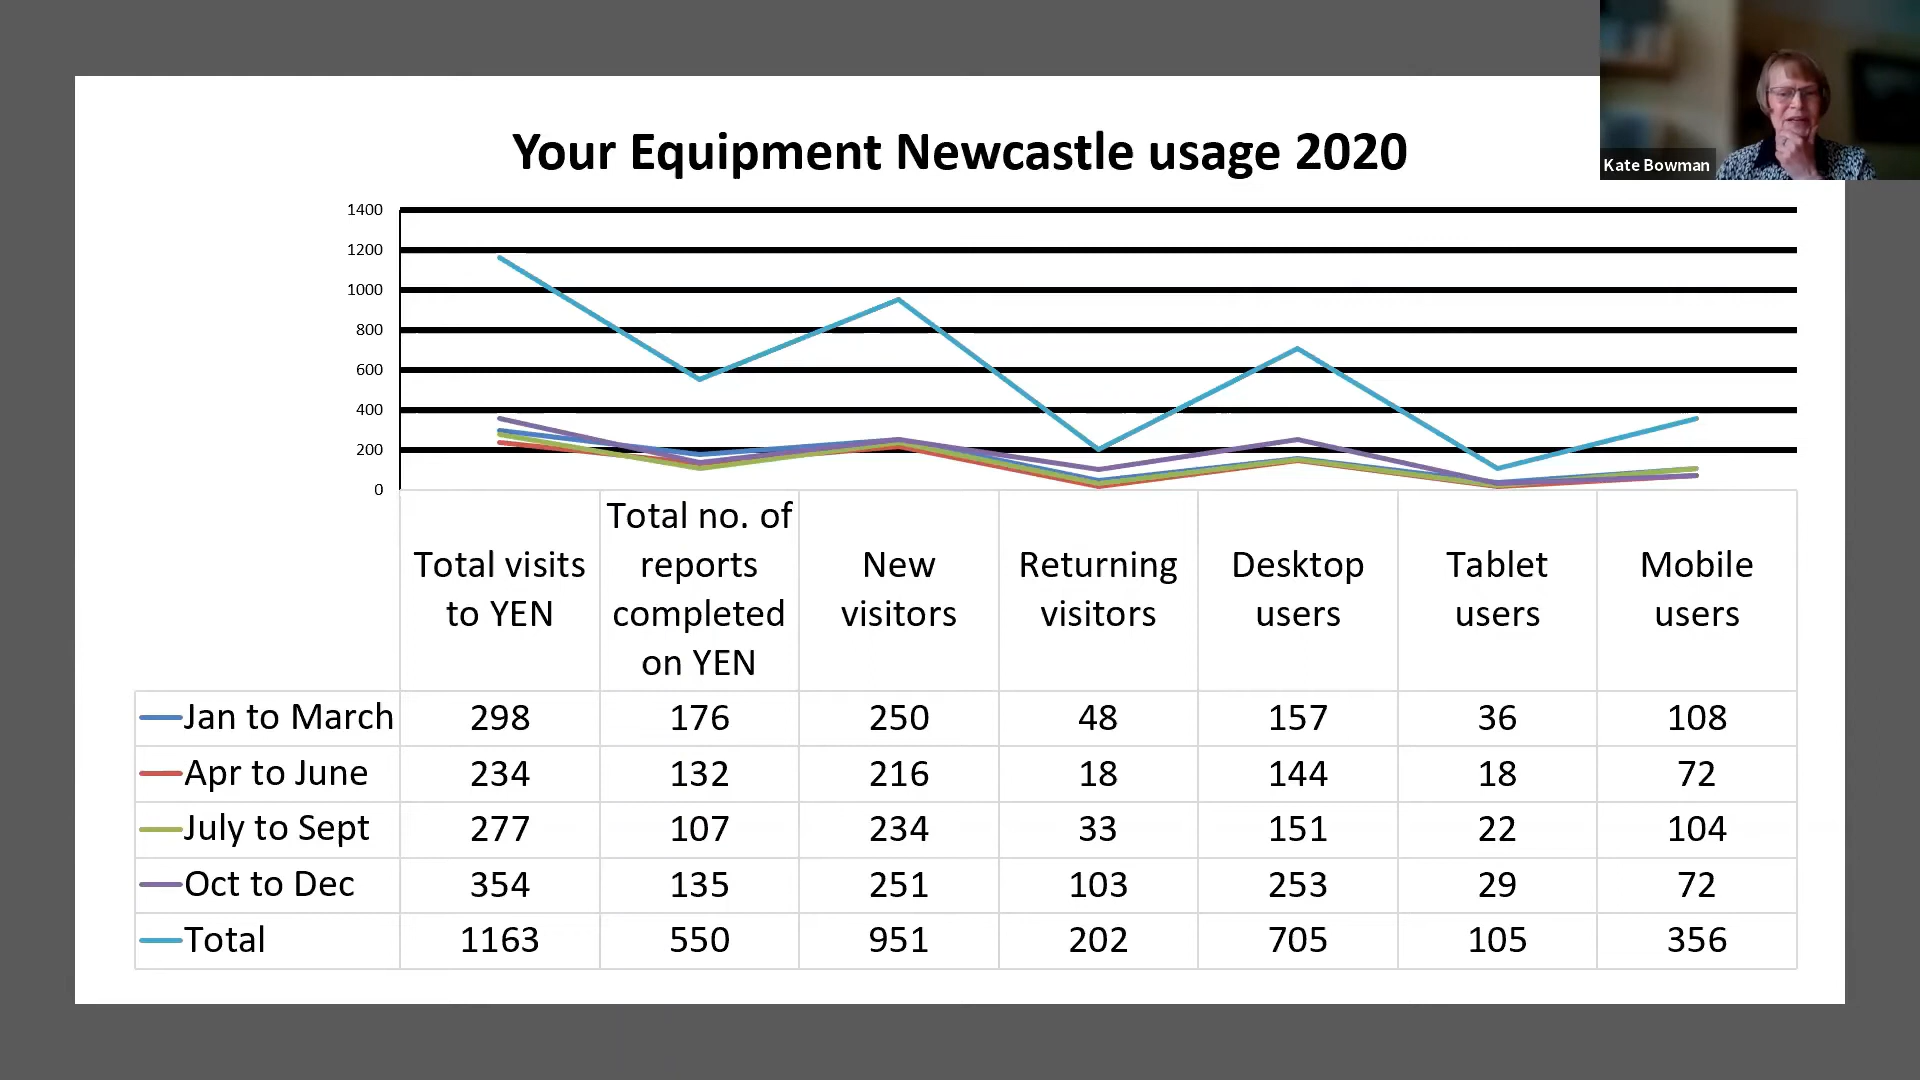 Your Equipment Newcastle usage 2020
Kate Bowman
1400
1200
1000
800
600
400
200
0
Total visits to YEN
Total no. of reports completed on YEN
New visitors
Returning visitors
Desktop users
Tablet users
Mobile users
Jan to March 298 176 250 48 157 36 108
Apr to June 234 132 216 18 144 18 72
July to Sept 277 107 234 33 151 22 104
Oct to Dec 354 135 251 103 253 29 72
Total 1163 550 951 202 705 105 356